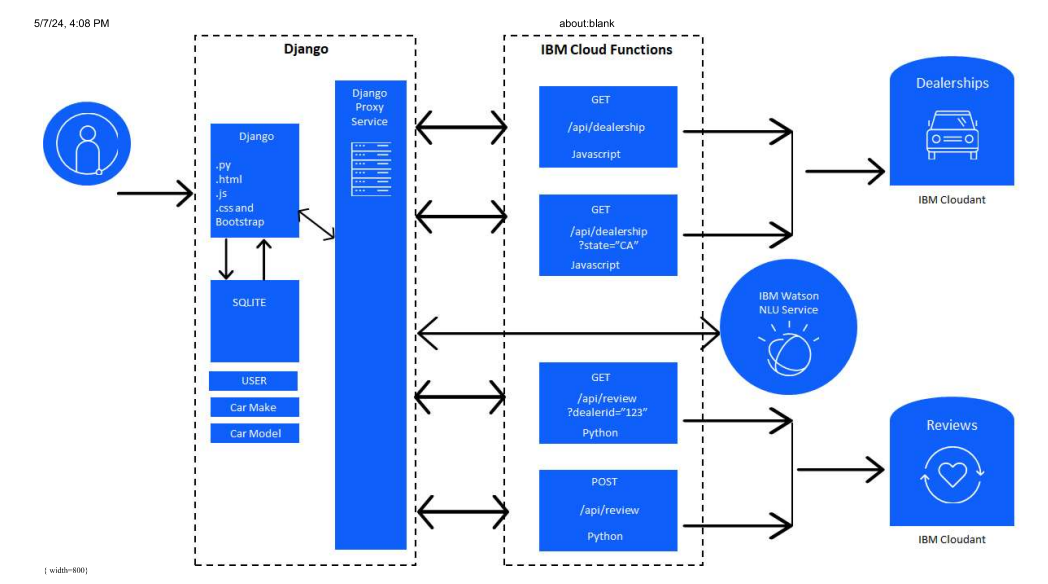 5/7/24, 4:08 PM
about:blank
Django
Django
.py
.html
.js
.css and
Bootstrap
SQLITE
USER
Car Make
Car Model
Django
Proxy
Service
IBM Cloud Functions
GET
/api/dealership
Javascript
GET
/api/dealership
?state="CA"
Javascript
IBM Watson
NLU Service
GET
/api/review
?dealerid="123"
Python
POST
/api/review
Python
Dealerships
IBM Cloudant
Reviews
IBM Cloudant
{ width=800}